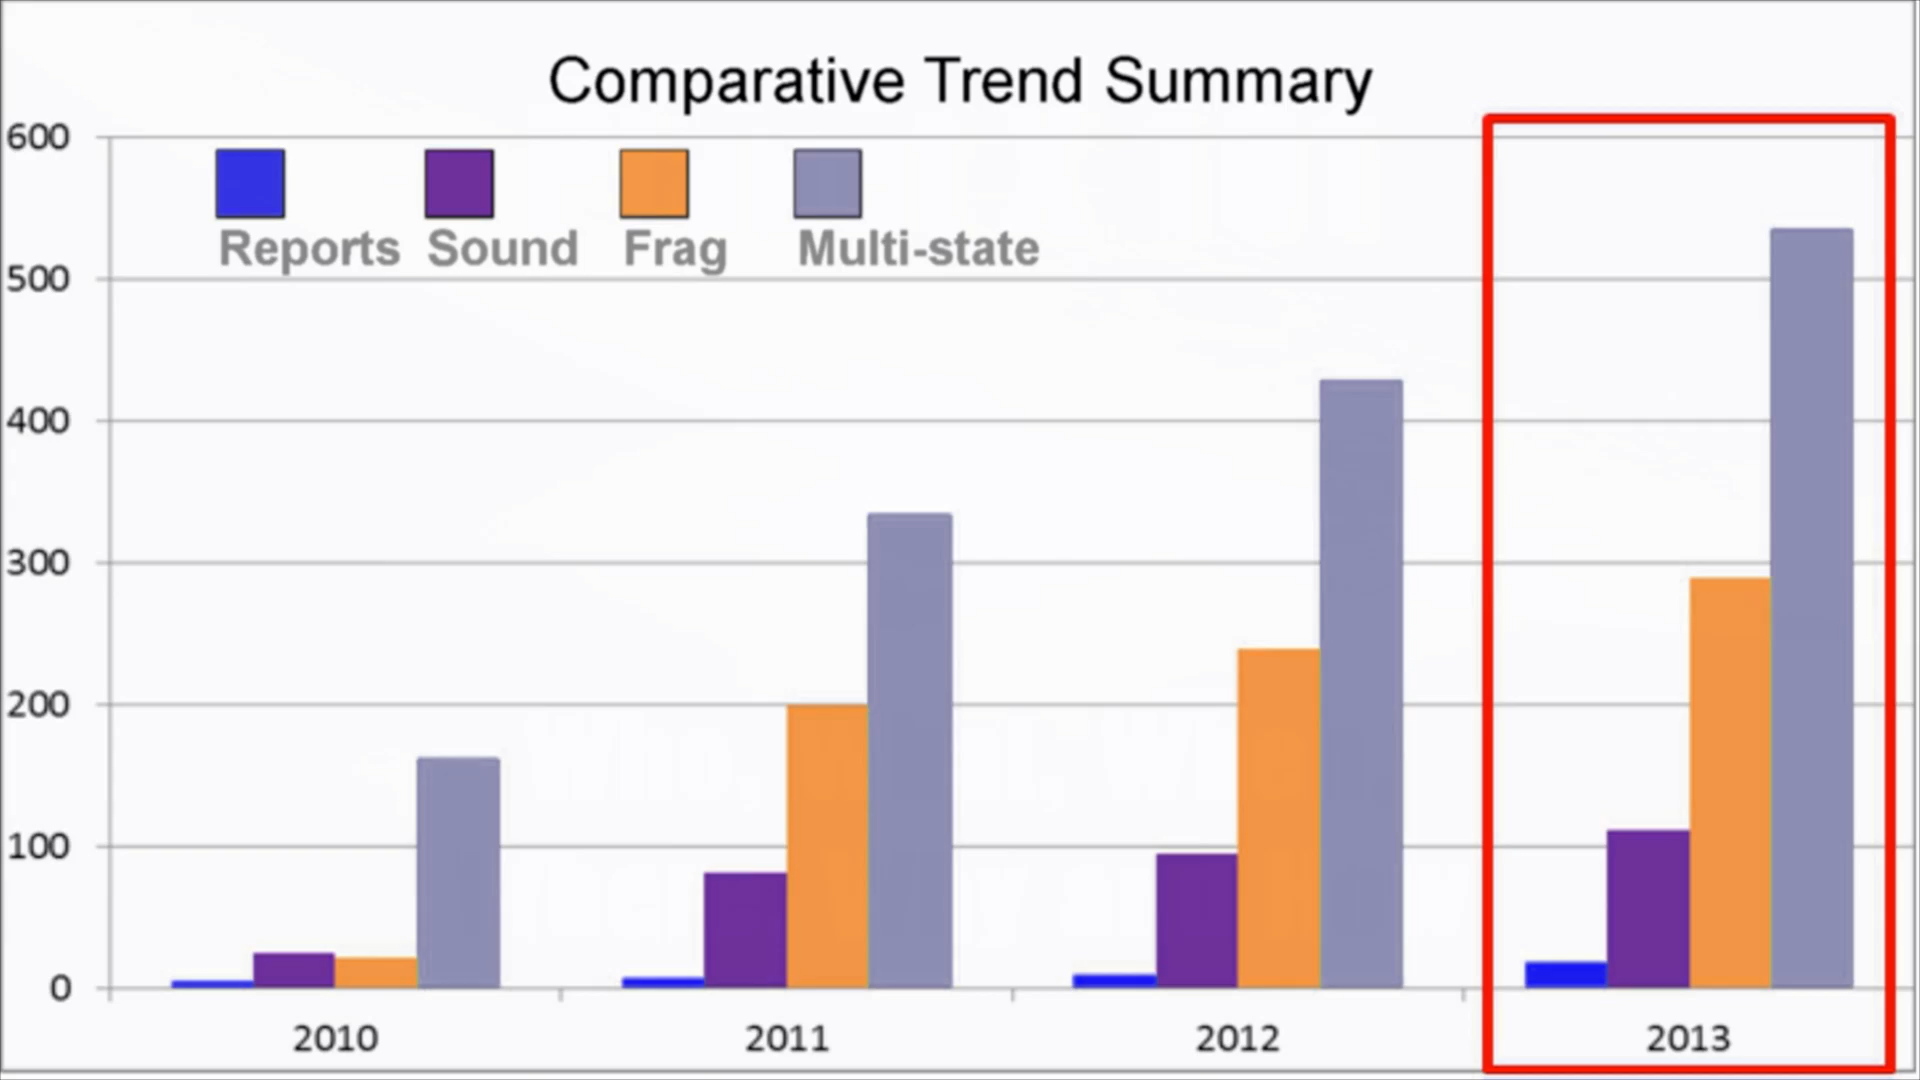 Comparative Trend Summary
600
Reports Sound Frag Multi-state
500
400
300
200
100
0
2010 2011 2012 2013